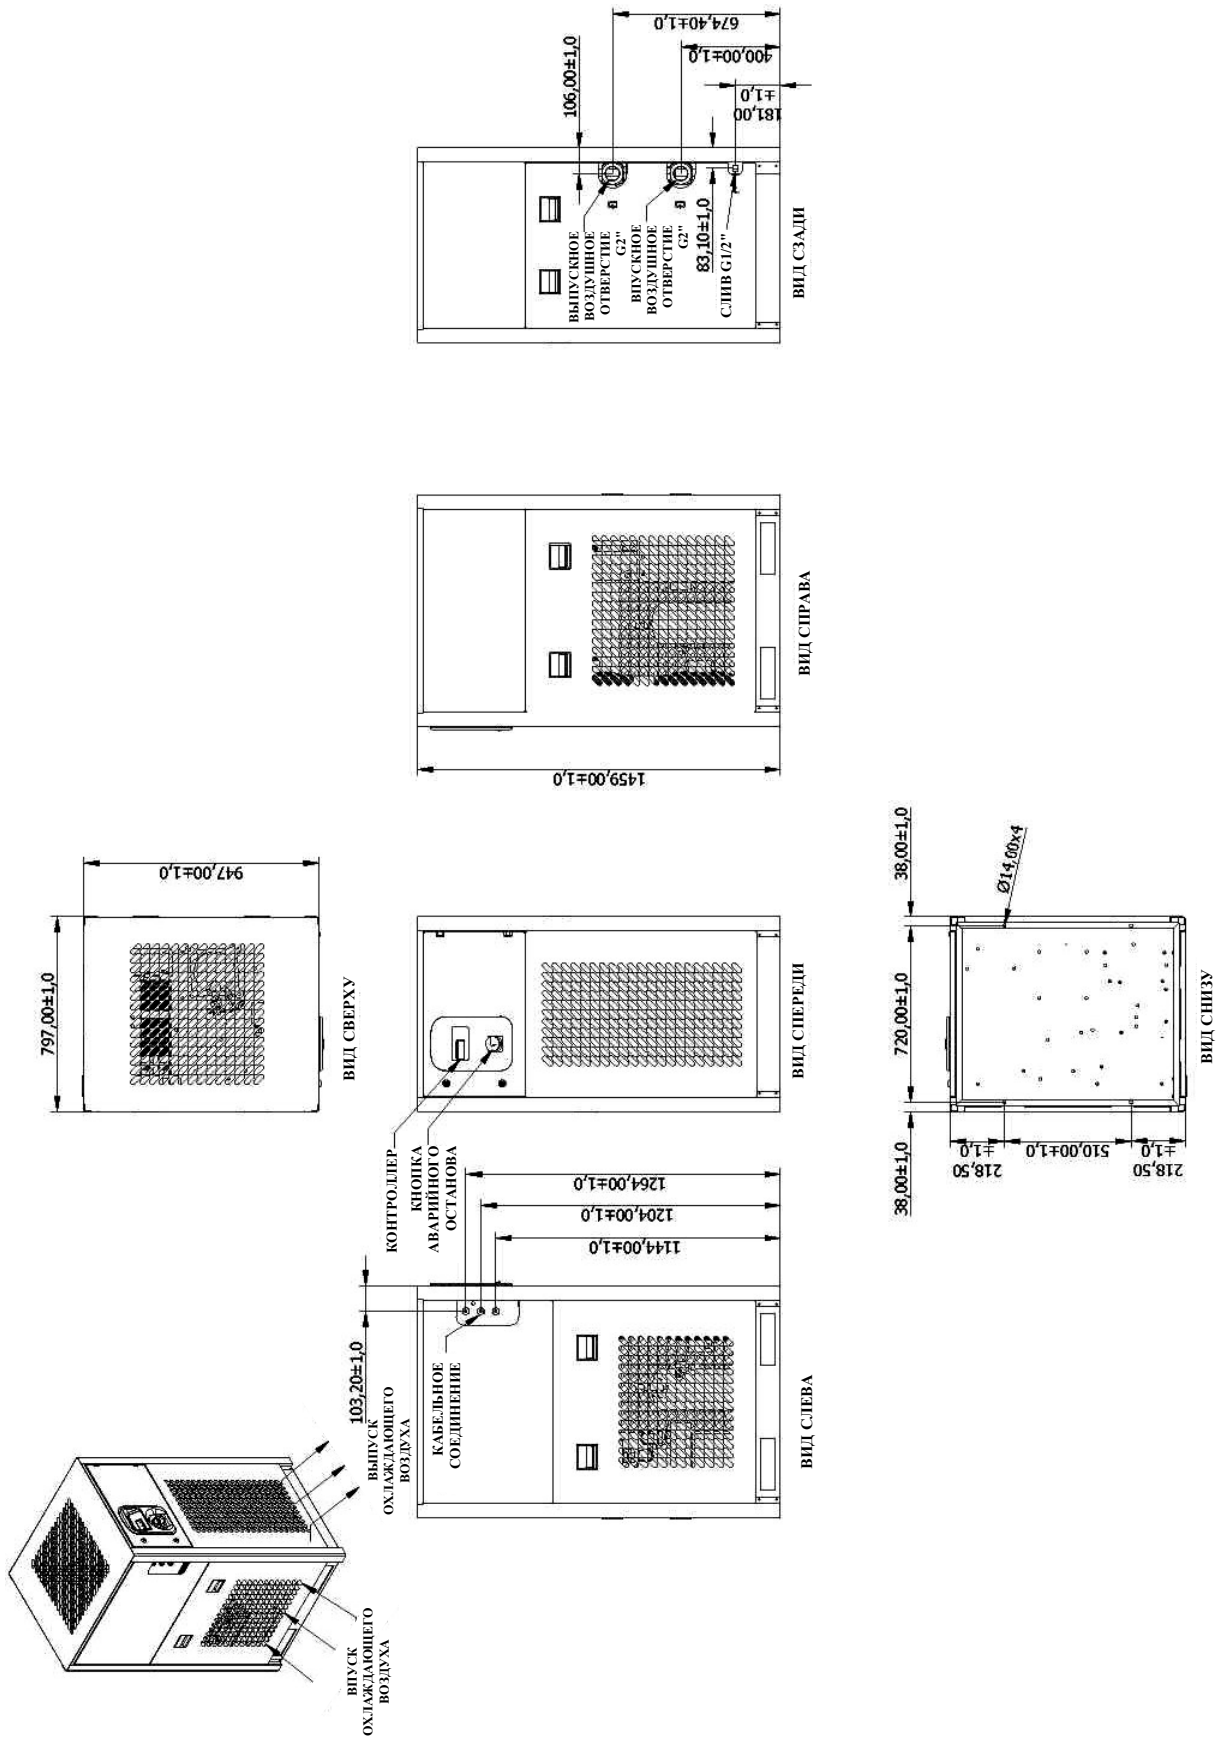 ВПУСК
ОХЛАЖДАЮЩЕГО
ВОЗДУХА
ВЫПУСК
ОХЛАЖДАЮЩЕГО
ВОЗДУХА
103,20±1,0
КАБЕЛЬНОЕ
СОЕДИНЕНИЕ
1144,00±1,0
1204,00±1,0
1264,00±1,0
ВИД СЛЕВА
КОНТРОЛЛЕР
КНОПКА
АВАРИЙНОГО
ОСТАНОВА
ВИД СПЕРЕДИ
797,00±1,0
947,00±1,0
ВИД СВЕРХУ
38,00±1,0
720,00±1,0
38,00±1,0
Ø14,00x4
218,50
±1,0
510,00±1,0
218,50
±1,0
ВИД СНИЗУ
1459,00±1,0
ВИД СПРАВА
106,00±1,0
674,40±1,0
400,00±1,0
181,00
±1,0
ВЫПУСКНОЕ
ВОЗДУШНОЕ
ОТВЕРСТИЕ
G2"
ВПУСКНОЕ
ВОЗДУШНОЕ
ОТВЕРСТИЕ
G2"
83,10±1,0
СЛИВ G1/2"
ВИД СЗАДИ